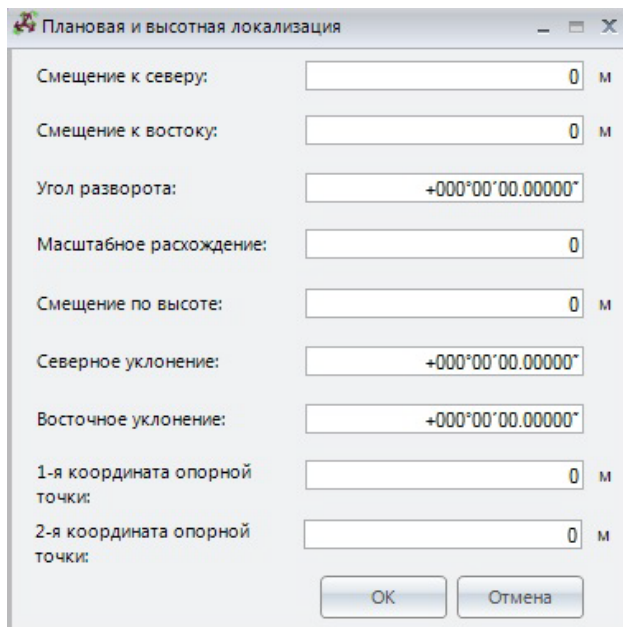 Плановая и высотная локализация
Смещение к северу: 0 м
Смещение к востоку: 0 м
Угол разворота: +000°00'00.00000"
Масштабное расхождение: 0
Смещение по высоте: 0 м
Северное уклонение: +000°00'00.00000"
Восточное уклонение: +000°00'00.00000"
1-я координата опорной
точки: 0 м
2-я координата опорной
точки: 0 м
OK Отмена